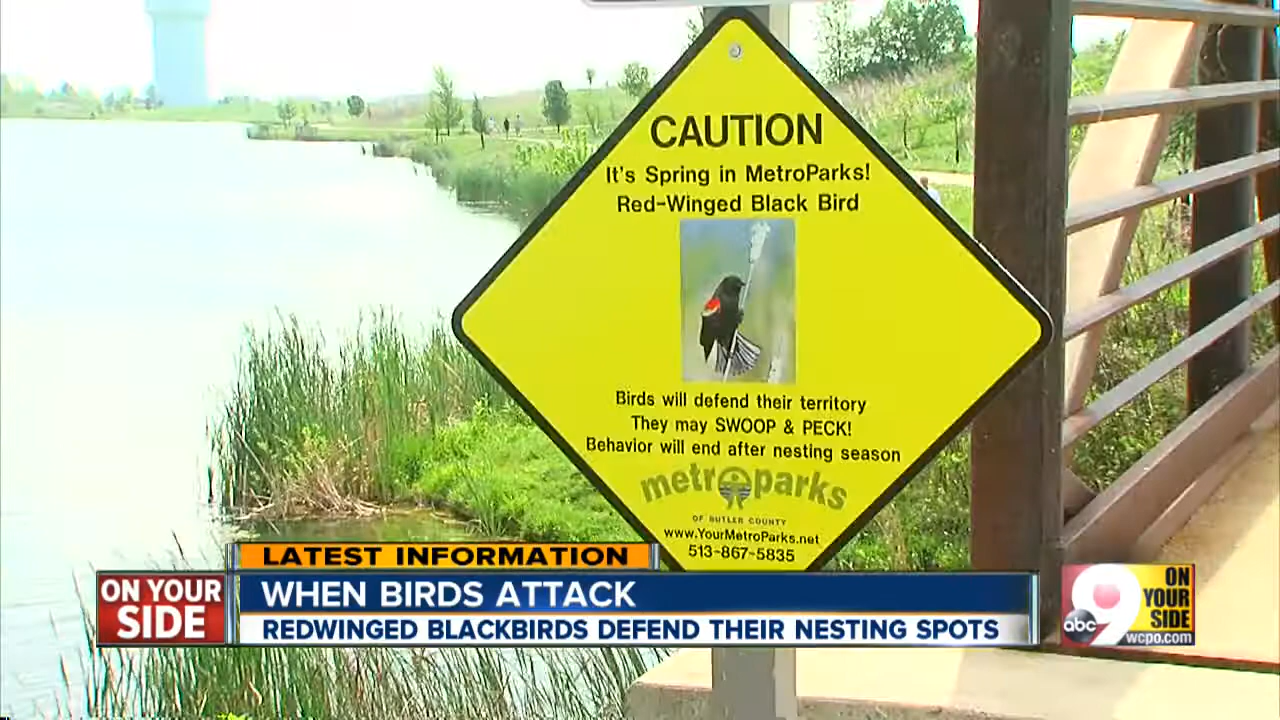 CAUTION
It's Spring in MetroParks!
Red-Winged Black Bird
Birds will defend their territory
They may SWOOP & PECK!
Behavior will end after nesting season
metroparks
OF BUTLER COUNTY
www.YourMetroParks.net
513-867-5835
LATEST INFORMATION
ON YOUR
SIDE
WHEN BIRDS ATTACK
REDWINGED BLACKBIRDS DEFEND THEIR NESTING SPOTS
abc
9
ON
YOUR
SIDE
wcpo.com